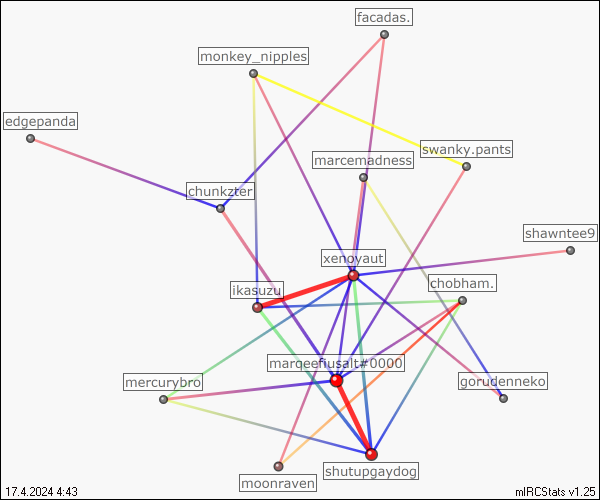 facadas.
monkey_nipples
edgepanda
swanky.pants
marcemadness
chunkzter
shawntee9
xenoyaut
chobham.
ikasuzu
marqeefiusalt#0000
mercurybro
gorudenneko
shutupgaydog
moonraven
17.4.2024 4:43
mIRCStats v1.25